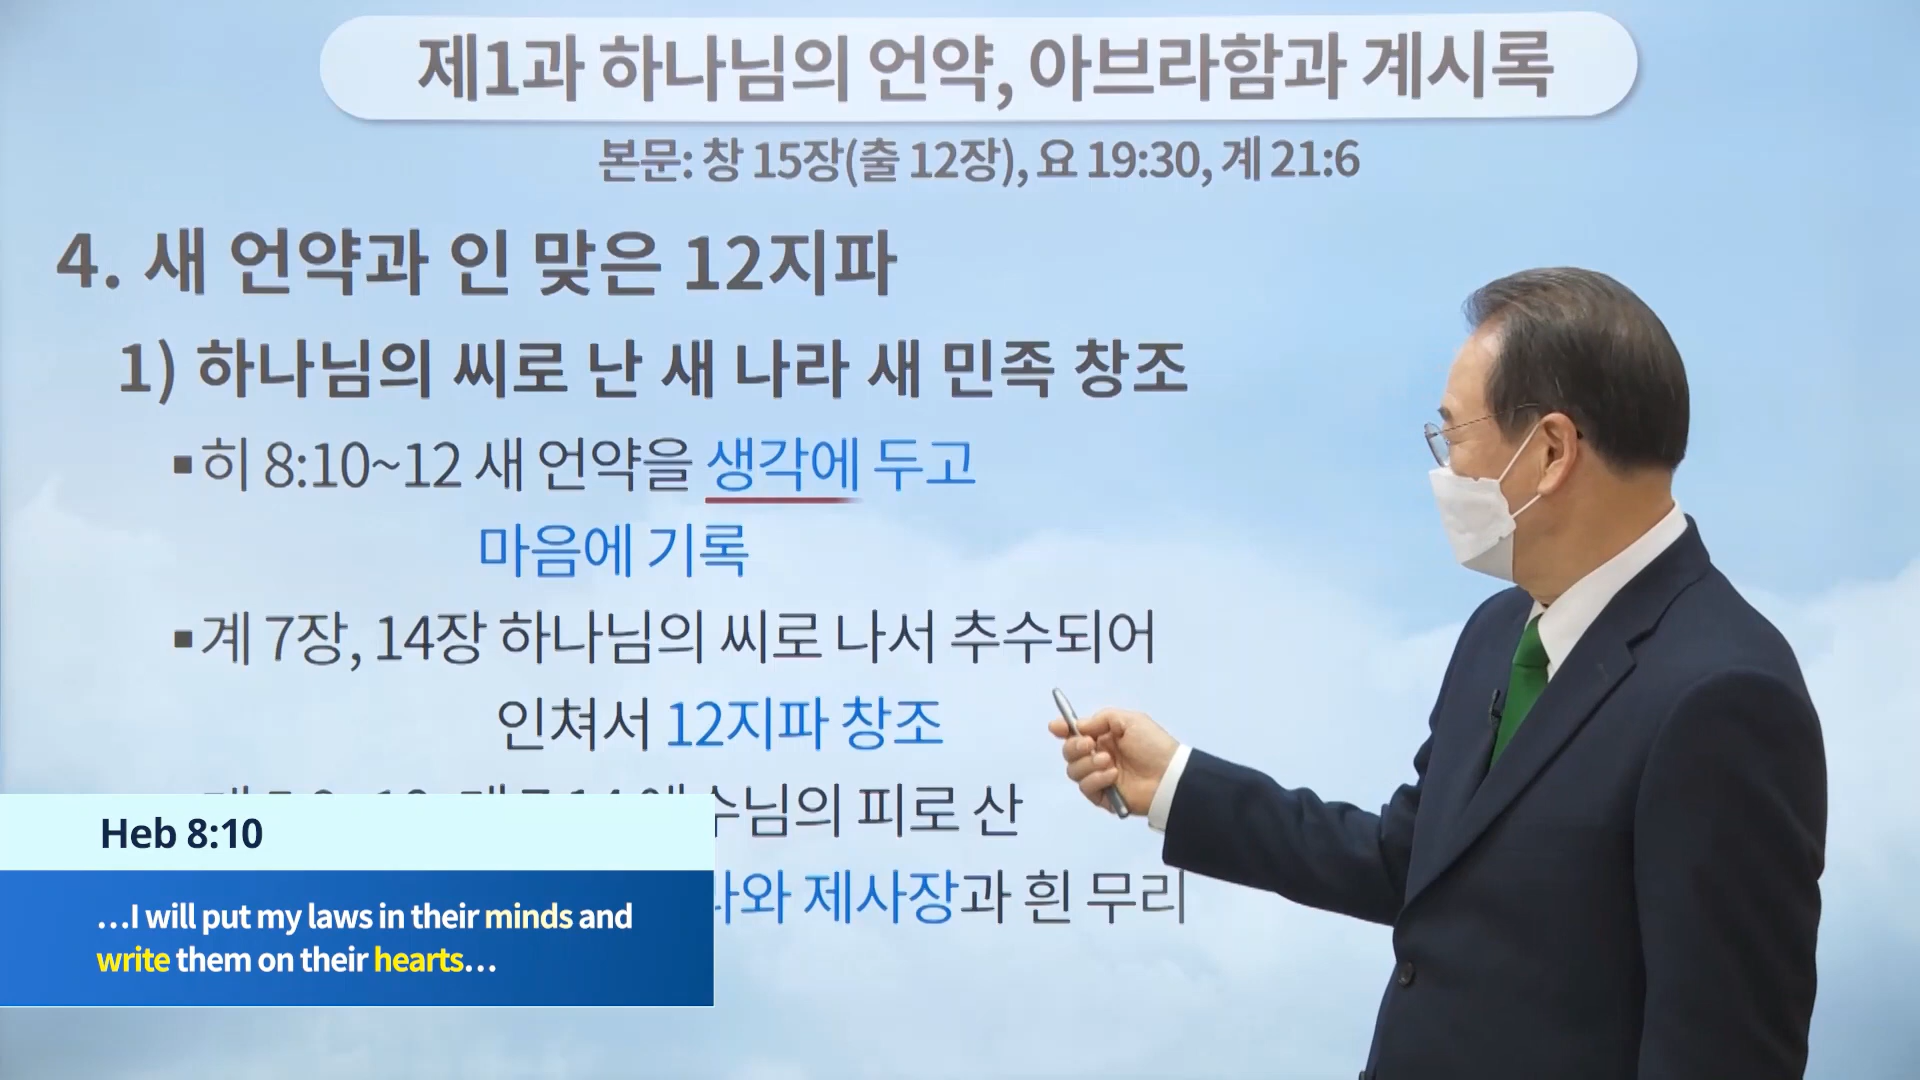 제1과 하나님의 언약, 아브라함과 계시록
본문: 창 15장(출 12장), 요 19:30, 계 21:6
4. 새 언약과 인 맞은 12지파
1) 하나님의 씨로 난 새 나라 새 민족 창조
▪히 8:10~12 새 언약을 생각에 두고
마음에 기록
▪계 7장, 14장 하나님의 씨로 나서 추수되어
인쳐서 12지파 창조
수님의 피로 산
제사장과 흰 무리
Heb 8:10
…I will put my laws in their minds and
write them on their hearts…